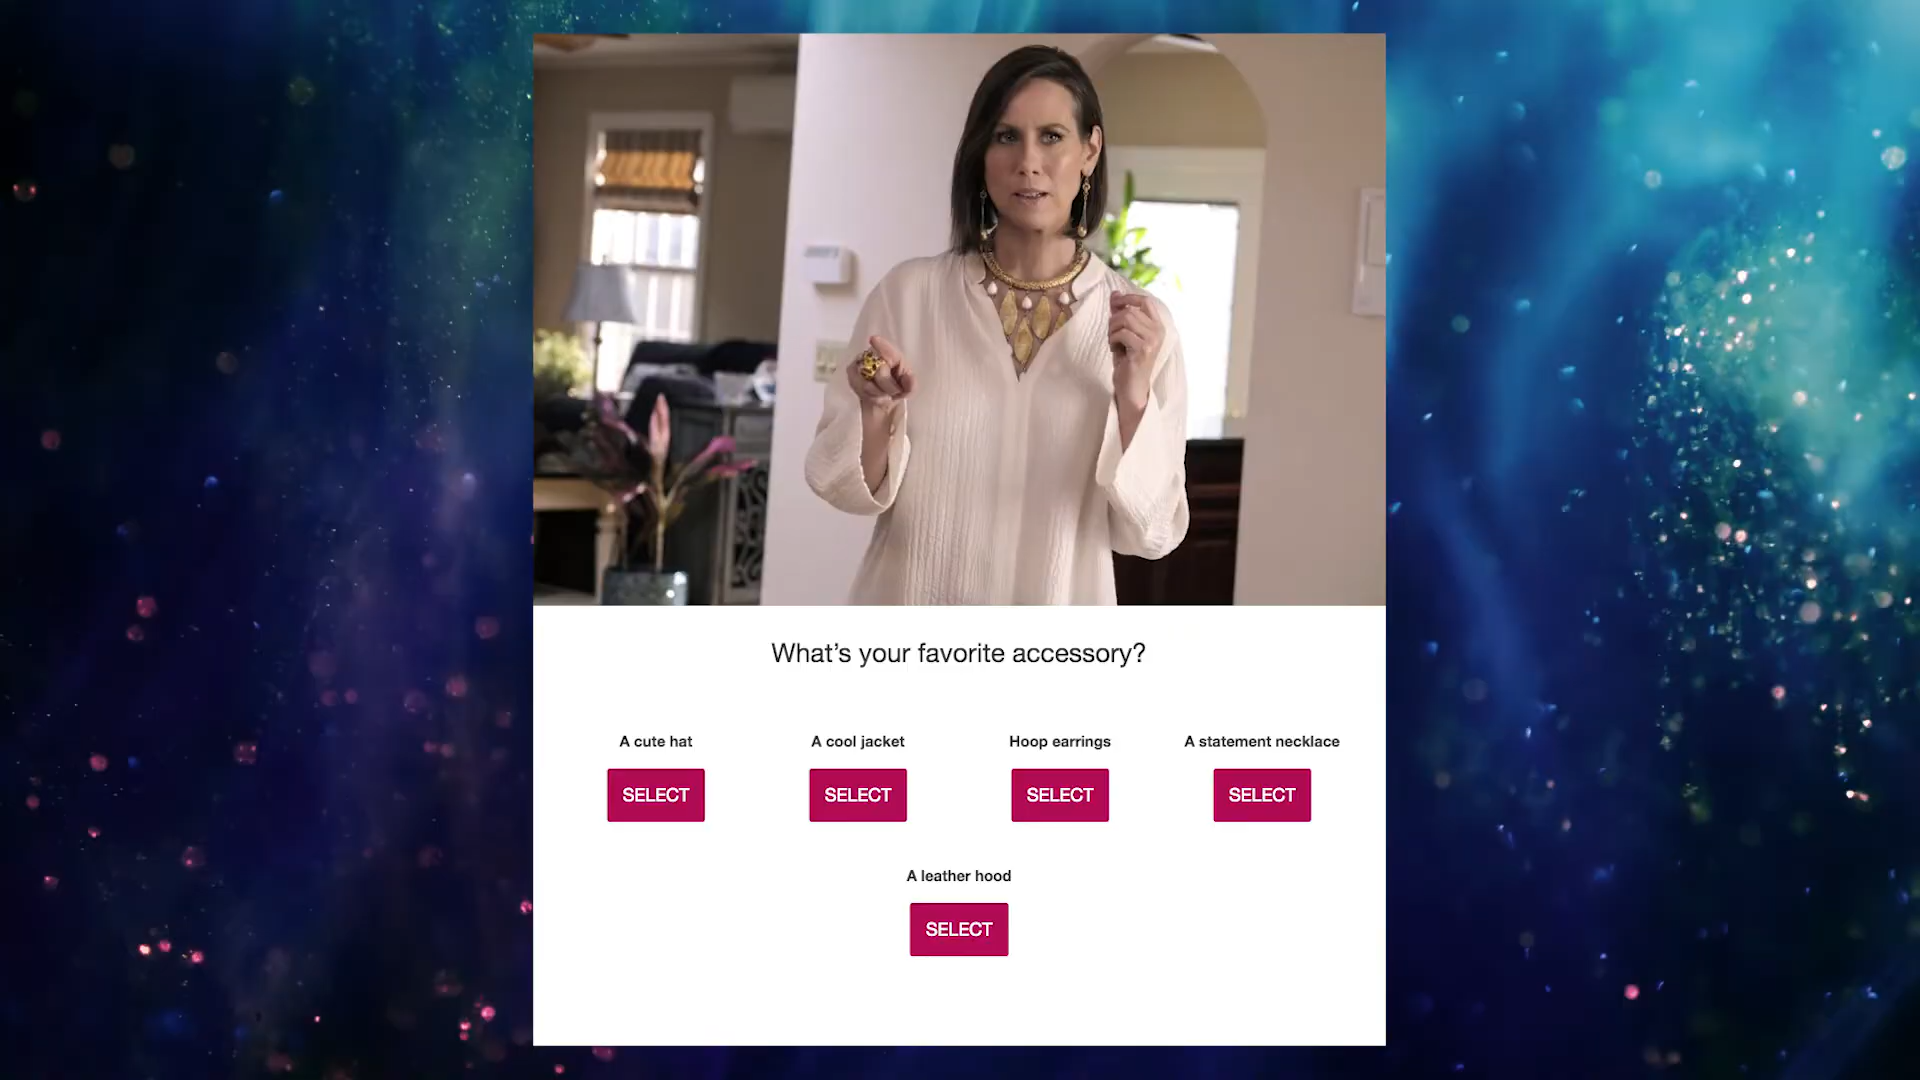 What's your favorite accessory?
A cute hat
A cool jacket
Hoop earrings
A statement necklace
SELECT
SELECT
SELECT
SELECT
A leather hood
SELECT